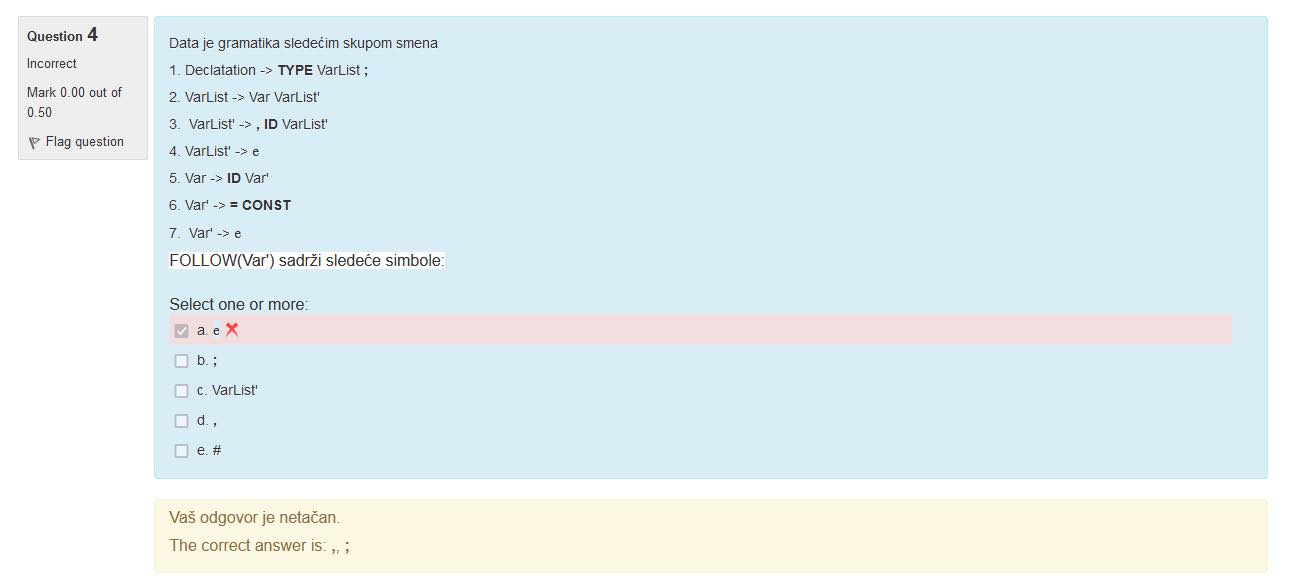 Question 4
Incorrect
Mark 0.00 out of
0.50
Flag question
Data je gramatika sledećim skupom smena
1. Declatation -> TYPE VarList ;
2. VarList -> Var VarList'
3. VarList' -> , ID VarList'
4. VarList' -> e
5. Var -> ID Var'
6. Var' -> = CONST
7. Var' -> e
FOLLOW(Var') sadrži sledeće simbole:
Select one or more:
a. e
b. ;
c. VarList'
d. ,
e. #
Vaš odgovor je netačan.
The correct answer is: ,, ;